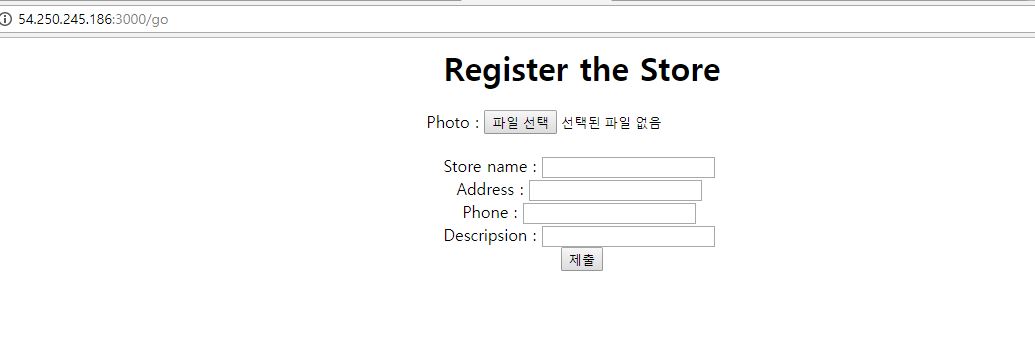 54.250.245.186:3000/go
Register the Store
Photo : 파일 선택 선택된 파일 없음
Store name :
Address :
Phone :
Descripsion :
제출